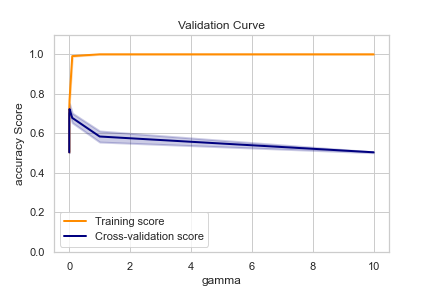 Validation Curve
1.0
0.8
0.6
0.4
0.2
0.0
accuracy Score
Training score
Cross-validation score
0 2 4 6 8 10
gamma